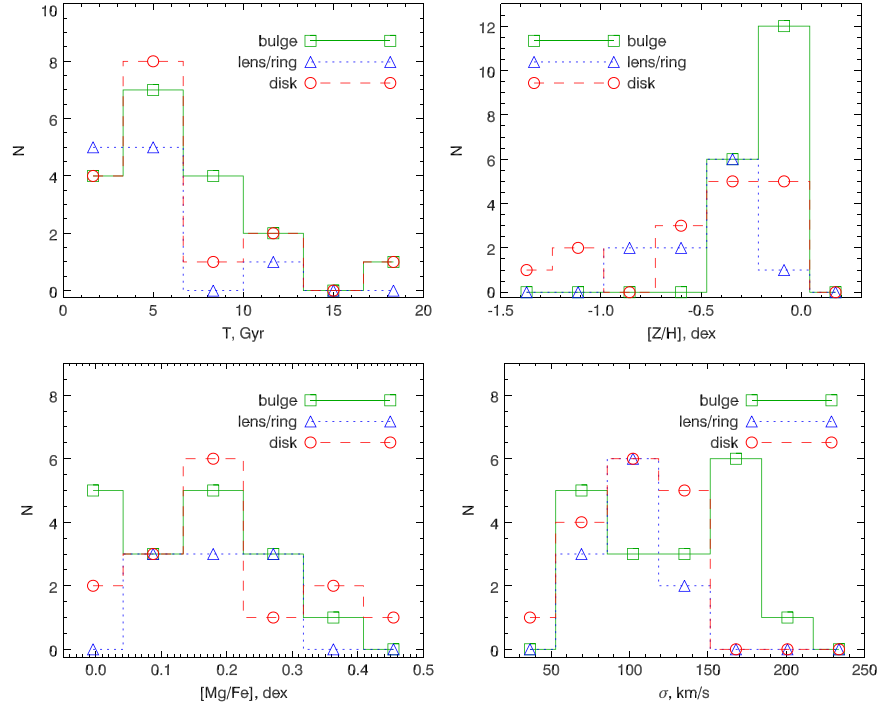 10
8
6
4
2
0
N
bulge
lens/ring
disk
0 5 10 15 20
T, Gyr
12
10
8
6
4
2
0
N
bulge
lens/ring
disk
-1.5 -1.0 -0.5 0.0
[Z/H], dex
8
6
4
2
0
N
bulge
lens/ring
disk
0.0 0.1 0.2 0.3 0.4 0.5
[Mg/Fe], dex
8
6
4
2
0
N
bulge
lens/ring
disk
50 100 150 200 250
σ, km/s